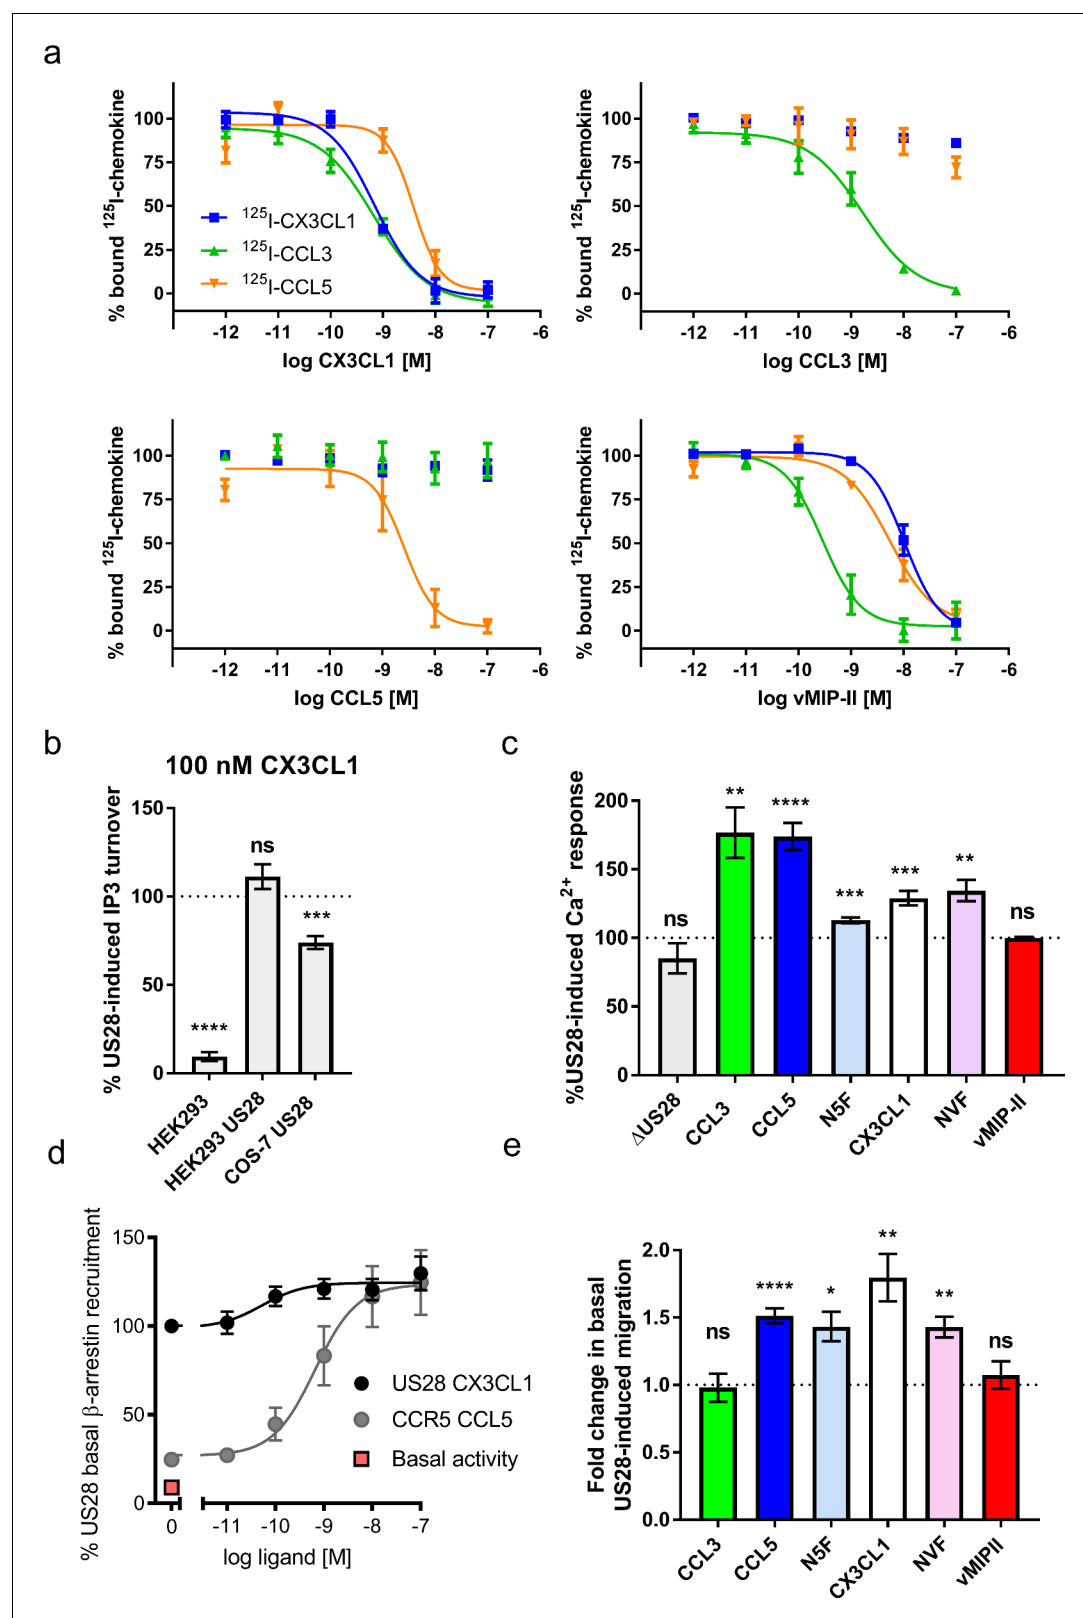 a
% bound 125I-chemokine
100
75
50
25
0
125I-CX3CL1
125I-CCL3
125I-CCL5
-12 -11 -10 -9 -8 -7 -6
log CX3CL1 [M]
% bound 125I-chemokine
100
75
50
25
0
-12 -11 -10 -9 -8 -7 -6
log CCL3 [M]
% bound 125I-chemokine
100
75
50
25
0
-12 -11 -10 -9 -8 -7 -6
log CCL5 [M]
% bound 125I-chemokine
100
75
50
25
0
-12 -11 -10 -9 -8 -7 -6
log vMIP-II [M]
b
100 nM CX3CL1
% US28-induced IP3 turnover
150
100
50
0
****
ns
***
HEK293
HEK293 US28
COS-7 US28
c
%US28-induced Ca2+ response
200
150
100
50
0
ns
**
****
***
***
**
ns
ΔUS28
CCL3
CCL5
N5F
CX3CL1
NVF
vMIP-II
d
% US28 basal β-arrestin recruitment
150
100
50
0
US28 CX3CL1
CCR5 CCL5
Basal activity
0 -11 -10 -9 -8 -7
log ligand [M]
e
Fold change in basal
US28-induced migration
2.0
1.5
1.0
0.5
0.0
ns
****
*
**
**
ns
CCL3
CCL5
N5F
CX3CL1
NVF
vMIPII